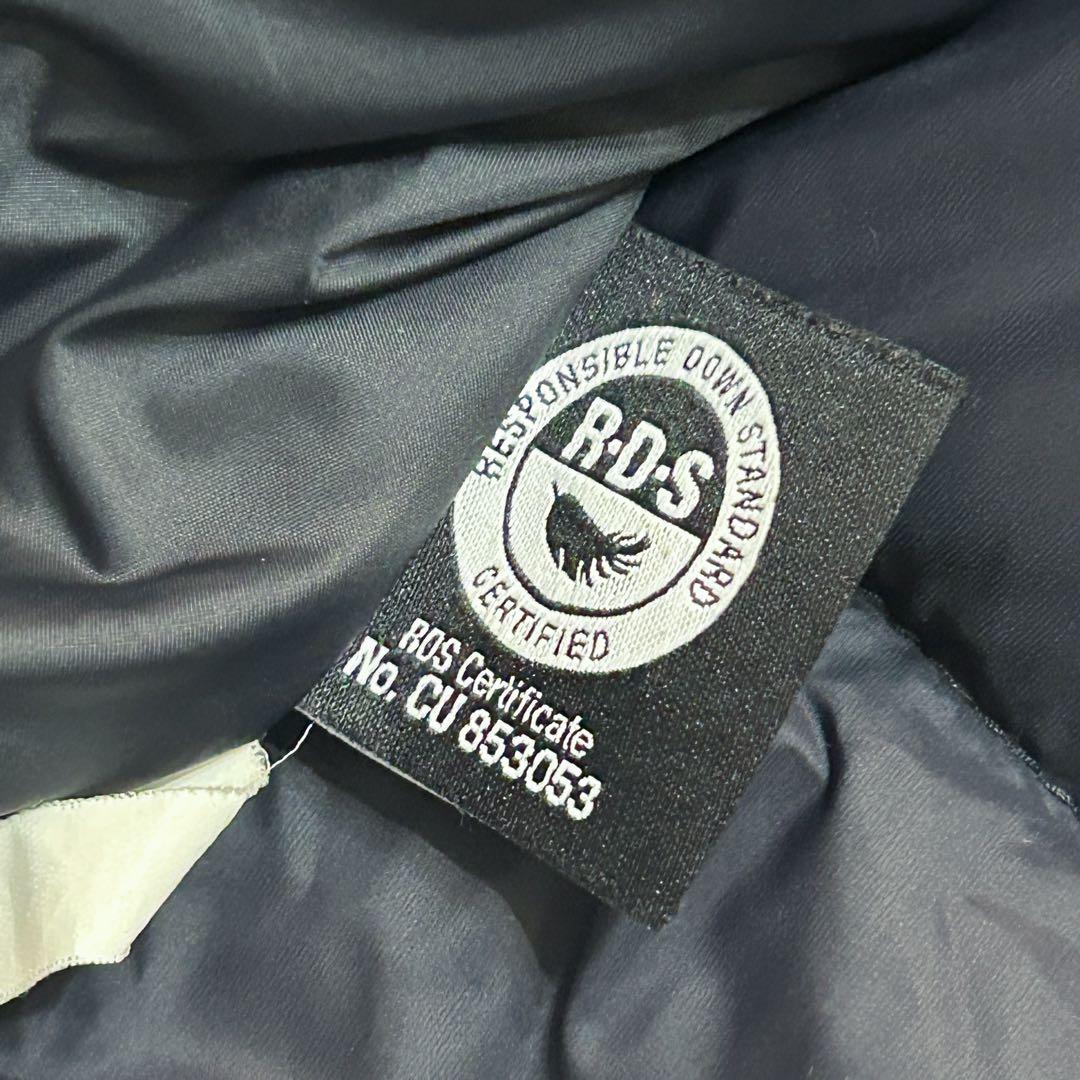 RESPONSIBLE DOWN STANDARD
R·D·S
CERTIFIED
RDS Certificate
No. CU 853053